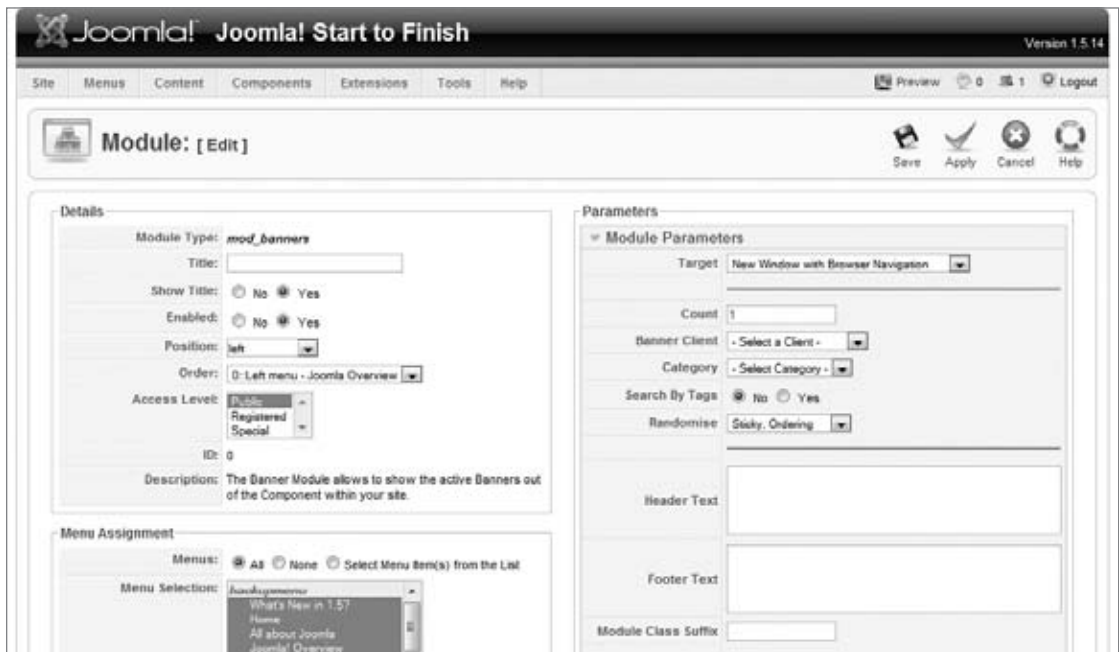 Joomla! Joomla! Start to Finish
Version 1.5.14
Site Menus Content Components Extensions Tools Help Preview 0 1 Logout
Module: [ Edit ]
Save Apply Cancel Help
Details
Module Type: mod_banners
Title:
Show Title: No Yes
Enabled: No Yes
Position: left
Order: 0::Left menu - Joomla Overview
Access Level: Public
Registered
Special
ID: 0
Description: The Banner Module allows to show the active Banners out
of the Component within your site.
Menu Assignment
Menus: All None Select Menu Item(s) from the List
Menu Selection: backupmenu
What's New in 1.5?
Home
All about Joomla
Joomla! Overview
Parameters
Module Parameters
Target New Window with Browser Navigation
Count 1
Banner Client - Select a Client -
Category - Select Category -
Search By Tags No Yes
Randomise Sticky, Ordering
Header Text
Footer Text
Module Class Suffix